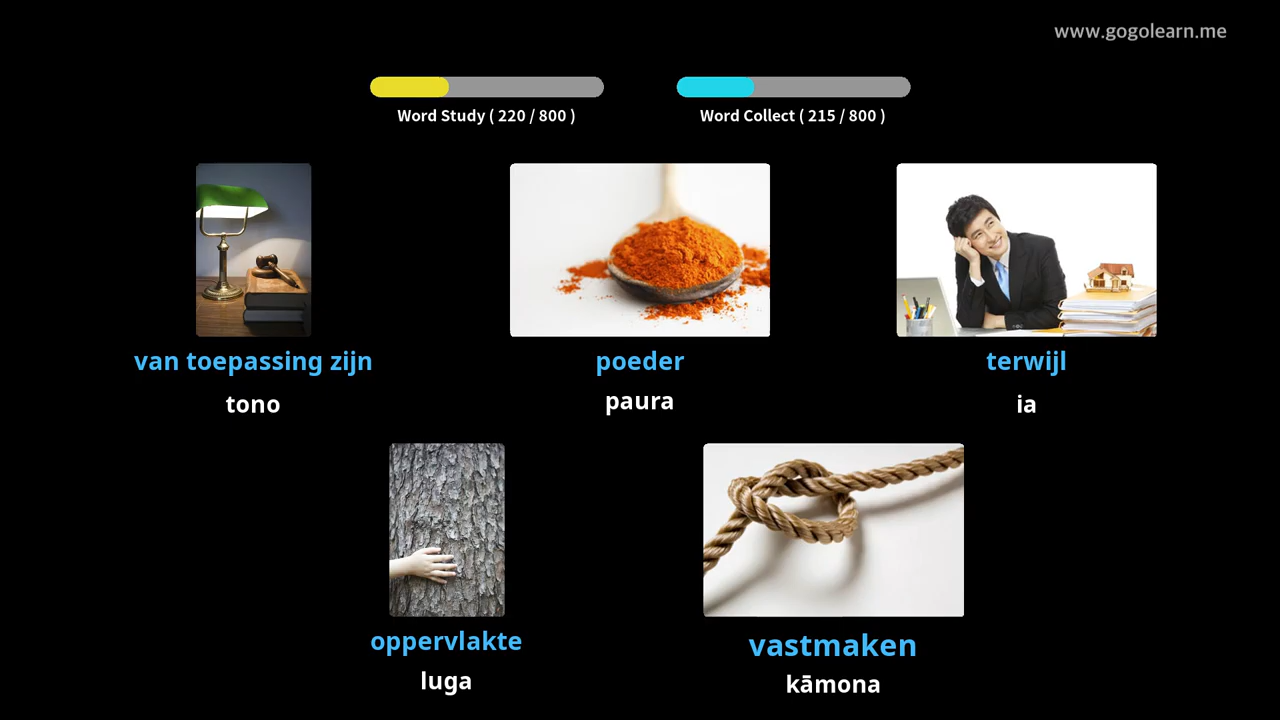 www.gogolearn.me
Word Study ( 220 / 800 )
Word Collect ( 215 / 800 )
van toepassing zijn
tono
poeder
paura
terwijl
ia
oppervlakte
luga
vastmaken
kāmona